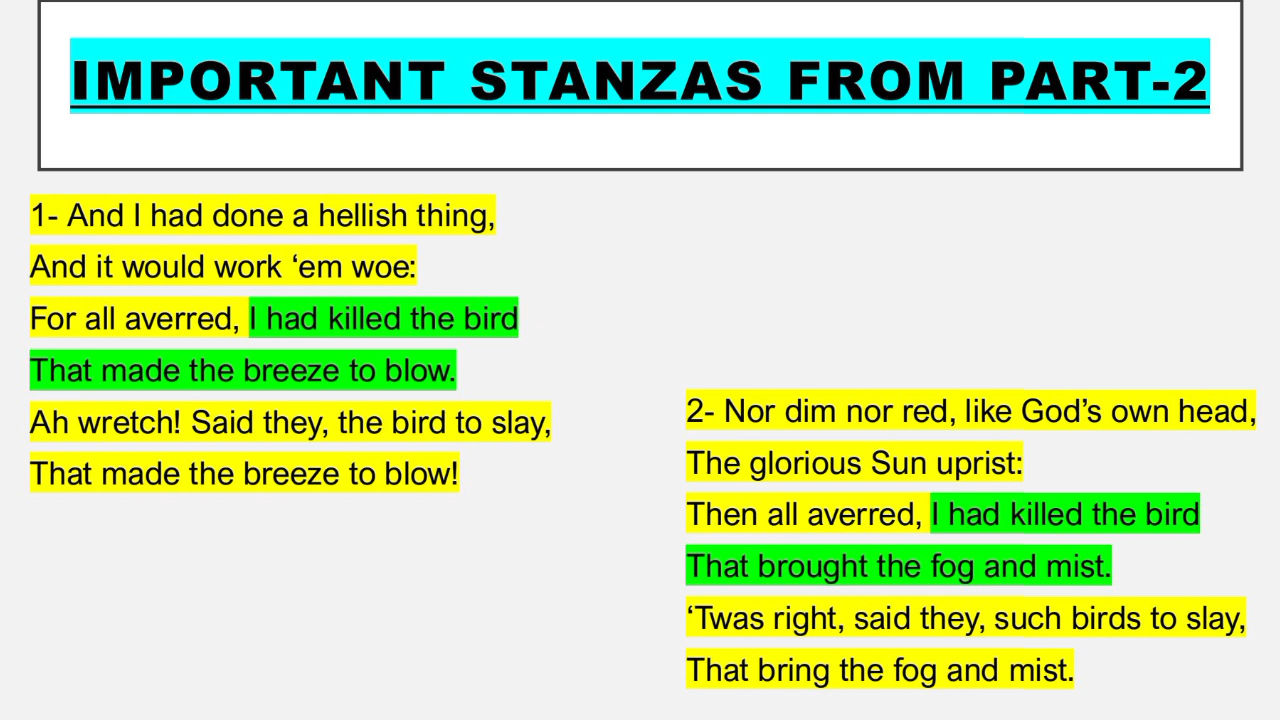 IMPORTANT STANZAS FROM PART-2
1- And I had done a hellish thing,
And it would work ‘em woe:
For all averred, I had killed the bird
That made the breeze to blow.
Ah wretch! Said they, the bird to slay,
That made the breeze to blow!
2- Nor dim nor red, like God’s own head,
The glorious Sun uprist:
Then all averred, I had killed the bird
That brought the fog and mist.
‘Twas right, said they, such birds to slay,
That bring the fog and mist.